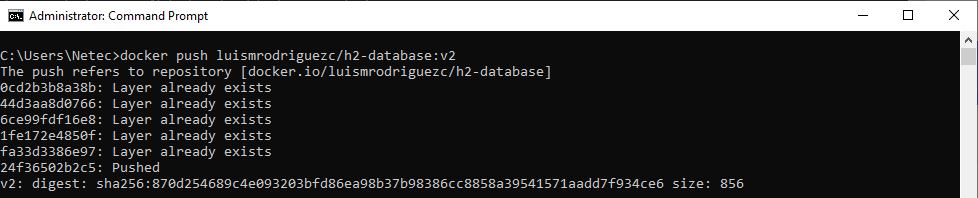 Administrator: Command Prompt
C:\Users\Netec>docker push luismrodriguezc/h2-database:v2
The push refers to repository [docker.io/luismrodriguezc/h2-database]
0cd2b3b8a38b: Layer already exists
44d3aa8d0766: Layer already exists
6ce99fdf16e8: Layer already exists
1fe172e4850f: Layer already exists
fa33d3386e97: Layer already exists
24f36502b2c5: Pushed
v2: digest: sha256:870d254689c4e093203bfd86ea98b37b98386cc8858a39541571aadd7f934ce6 size: 856